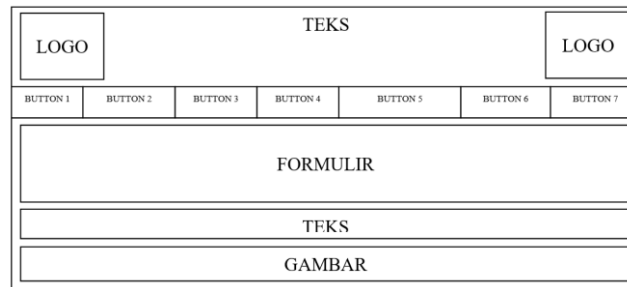 TEKS
LOGO
LOGO
BUTTON 1 BUTTON 2 BUTTON 3 BUTTON 4 BUTTON 5 BUTTON 6 BUTTON 7
FORMULIR
TEKS
GAMBAR